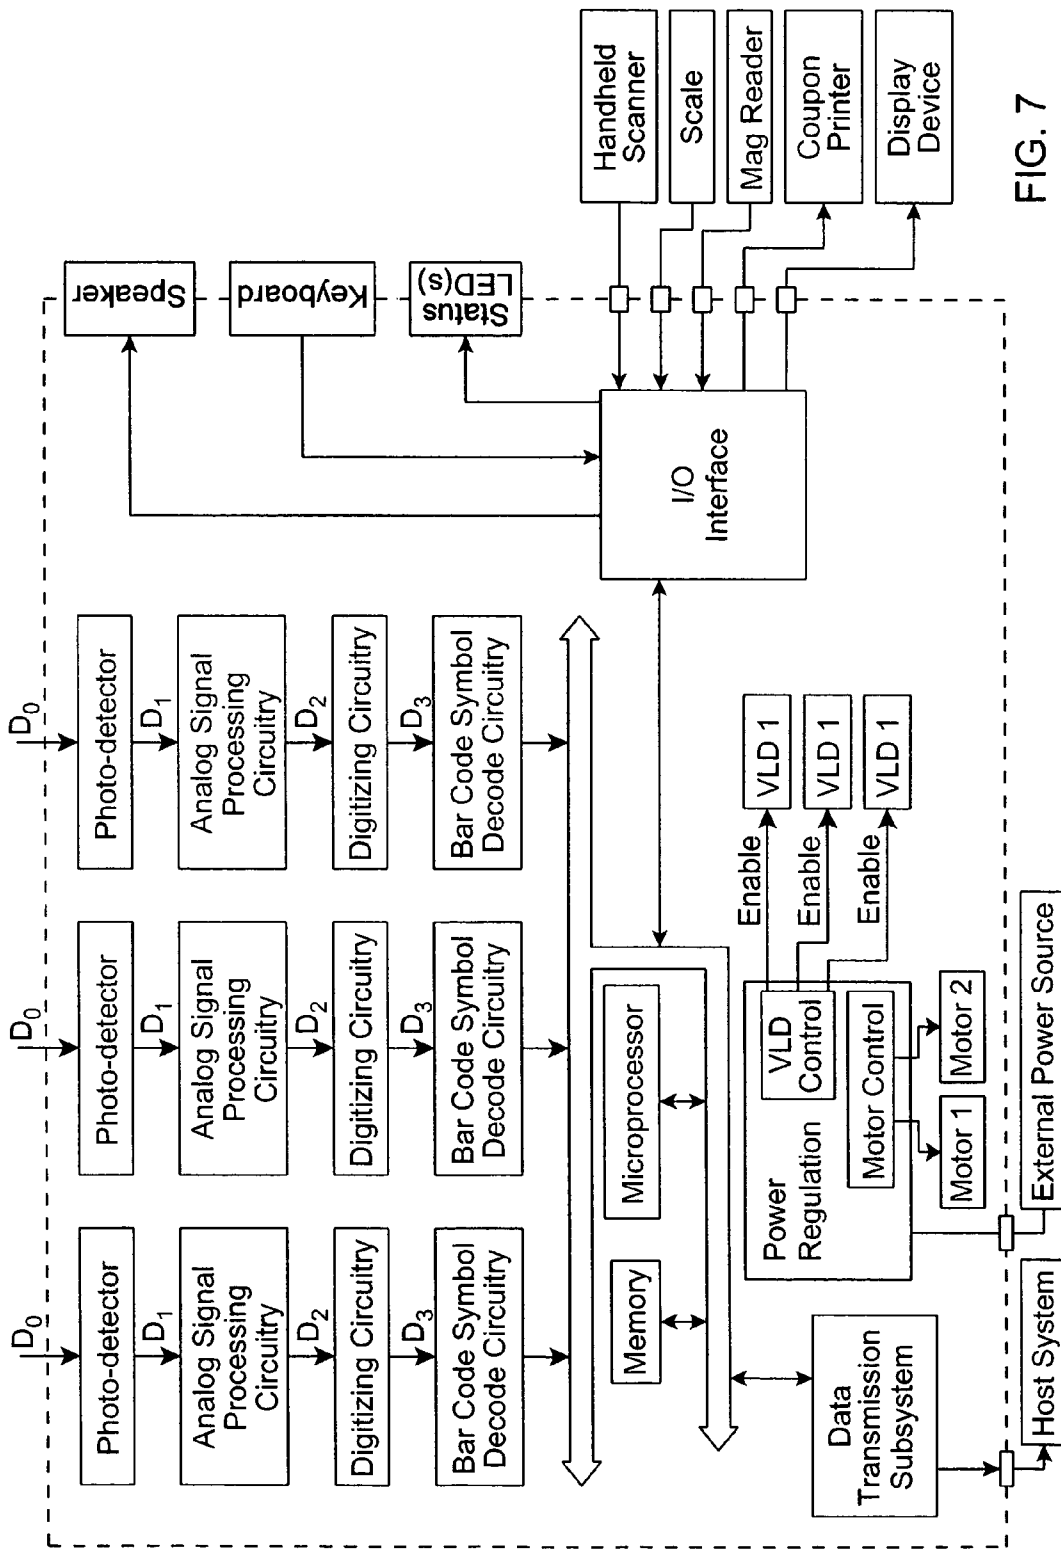 D0
D0
D0
Photo-detector
Photo-detector
Photo-detector
D1
D1
D1
Analog Signal
Processing
Circuitry
Analog Signal
Processing
Circuitry
Analog Signal
Processing
Circuitry
D2
D2
D2
Digitizing Circuitry
Digitizing Circuitry
Digitizing Circuitry
D3
D3
D3
Bar Code Symbol
Decode Circuitry
Bar Code Symbol
Decode Circuitry
Bar Code Symbol
Decode Circuitry
Speaker
Keyboard
Status
LED(s)
Memory
Microprocessor
I/O
Interface
Handheld
Scanner
Scale
Mag Reader
Coupon
Printer
Display
Device
Data
Transmission
Subsystem
Power
Regulation
VLD
Control
Motor Control
Enable
Enable
Enable
VLD 1
VLD 1
VLD 1
Motor 1
Motor 2
Host System
External Power Source
FIG. 7